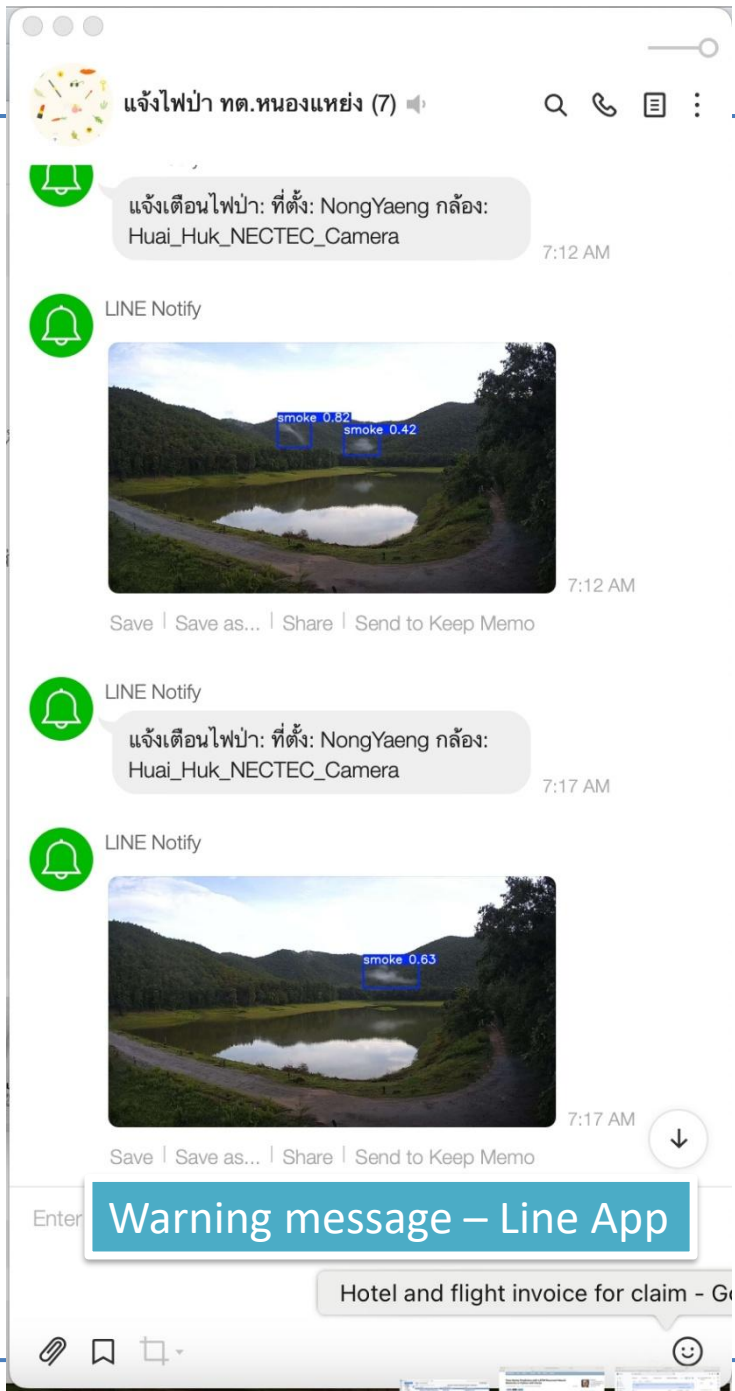 แจ้งไฟป่า ทต.หนองแหย่ง (7)
แจ้งเตือนไฟป่า: ที่ตั้ง: NongYaeng กล้อง:
Huai_Huk_NECTEC_Camera
7:12 AM
LINE Notify
smoke 0.82
smoke 0.42
7:12 AM
Save | Save as... | Share | Send to Keep Memo
LINE Notify
แจ้งเตือนไฟป่า: ที่ตั้ง: NongYaeng กล้อง:
Huai_Huk_NECTEC_Camera
7:17 AM
LINE Notify
smoke 0.63
7:17 AM
Save | Save as... | Share | Send to Keep Memo
Enter
Warning message – Line App
Hotel and flight invoice for claim - G